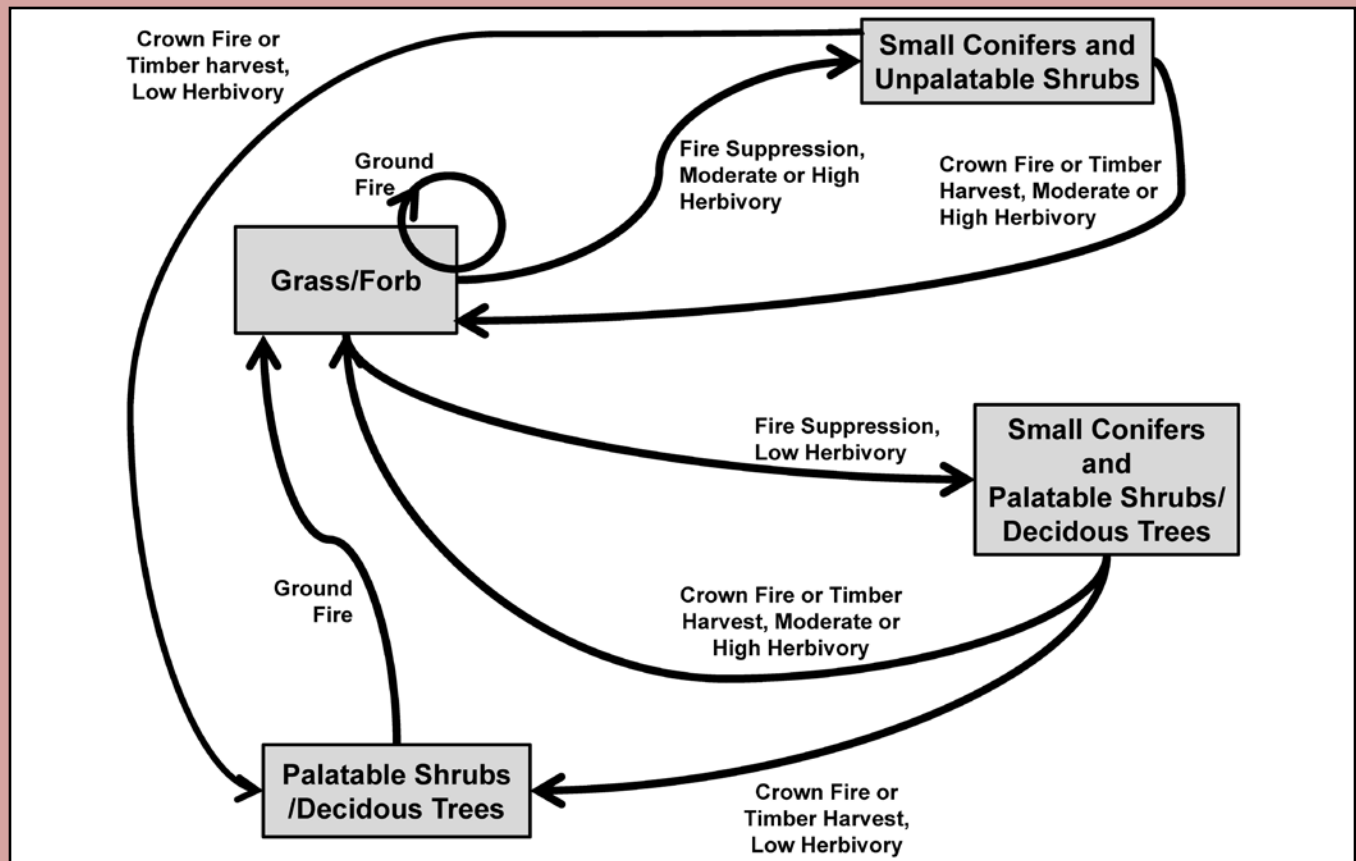 Crown Fire or
Timber harvest,
Low Herbivory
Small Conifers and
Unpalatable Shrubs
Ground
Fire
Fire Suppression,
Moderate or High
Herbivory
Crown Fire or Timber
Harvest, Moderate or
High Herbivory
Grass/Forb
Fire Suppression,
Low Herbivory
Small Conifers
and
Palatable Shrubs/
Decidous Trees
Ground
Fire
Crown Fire or Timber
Harvest, Moderate or
High Herbivory
Palatable Shrubs
/Decidous Trees
Crown Fire or
Timber Harvest,
Low Herbivory